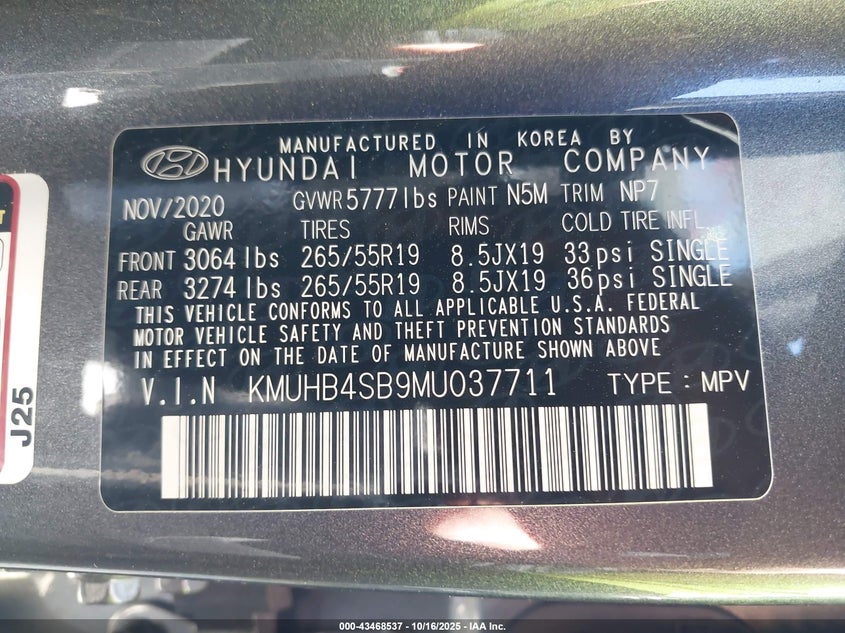 MANUFACTURED IN KOREA BY
HYUNDAI MOTOR COMPANY
NOV/2020 GVWR 5777lbs PAINT N5M TRIM NP7
GAWR TIRES RIMS COLD TIRE INFL
FRONT 3064 lbs 265/55R19 8.5JX19 33psi SINGLE
REAR 3274 lbs 265/55R19 8.5JX19 36psi SINGLE
THIS VEHICLE CONFORMS TO ALL APPLICABLE U.S.A. FEDERAL
MOTOR VEHICLE SAFETY AND THEFT PREVENTION STANDARDS
IN EFFECT ON THE DATE OF MANUFACTURE SHOWN ABOVE
V.I.N KMUHB4SB9MU037711 TYPE : MPV
J25
000-43468537 - 10/16/2025 - IAA Inc.